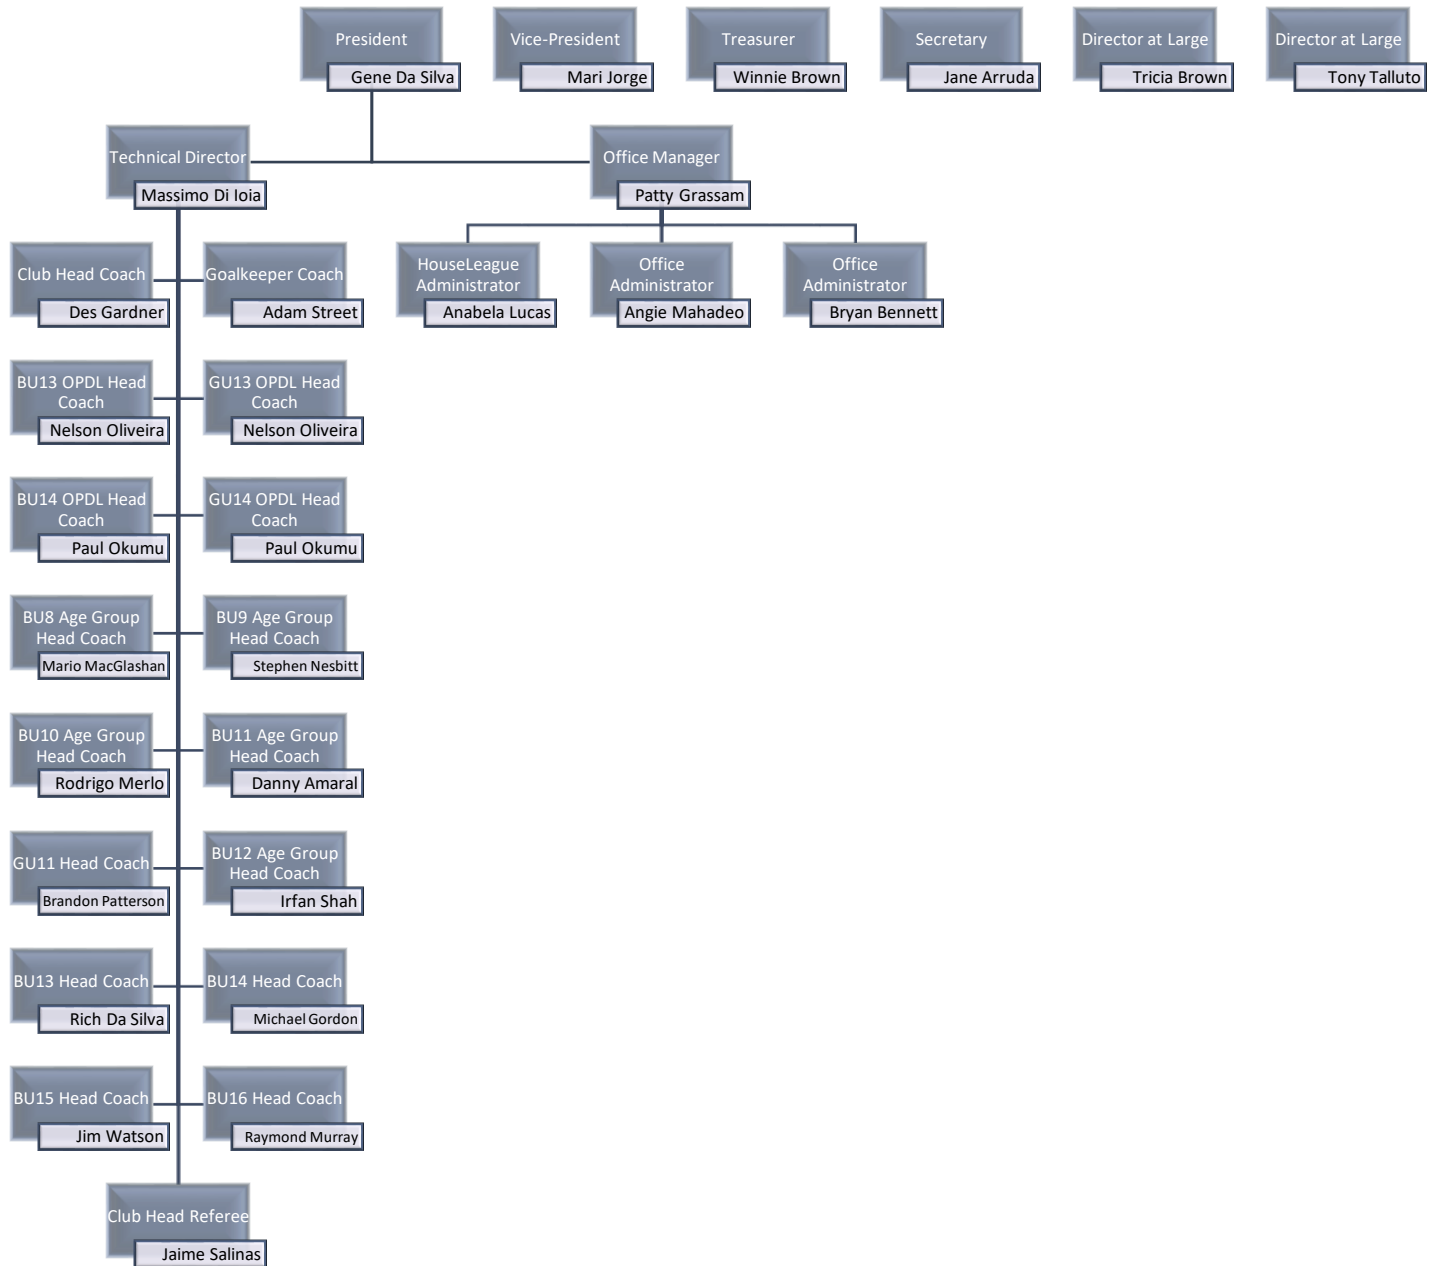 President
Gene Da Silva
Vice-President
Mari Jorge
Treasurer
Winnie Brown
Secretary
Jane Arruda
Director at Large
Tricia Brown
Director at Large
Tony Talluto
Technical Director
Massimo Di Ioia
Office Manager
Patty Grassam
Club Head Coach
Des Gardner
Goalkeeper Coach
Adam Street
HouseLeague
Administrator
Anabela Lucas
Office
Administrator
Angie Mahadeo
Office
Administrator
Bryan Bennett
BU13 OPDL Head
Coach
Nelson Oliveira
GU13 OPDL Head
Coach
Nelson Oliveira
BU14 OPDL Head
Coach
Paul Okumu
GU14 OPDL Head
Coach
Paul Okumu
BU8 Age Group
Head Coach
Mario MacGlashan
BU9 Age Group
Head Coach
Stephen Nesbitt
BU10 Age Group
Head Coach
Rodrigo Merlo
BU11 Age Group
Head Coach
Danny Amaral
GU11 Head Coach
Brandon Patterson
BU12 Age Group
Head Coach
Irfan Shah
BU13 Head Coach
Rich Da Silva
BU14 Head Coach
Michael Gordon
BU15 Head Coach
Jim Watson
BU16 Head Coach
Raymond Murray
Club Head Referee
Jaime Salinas